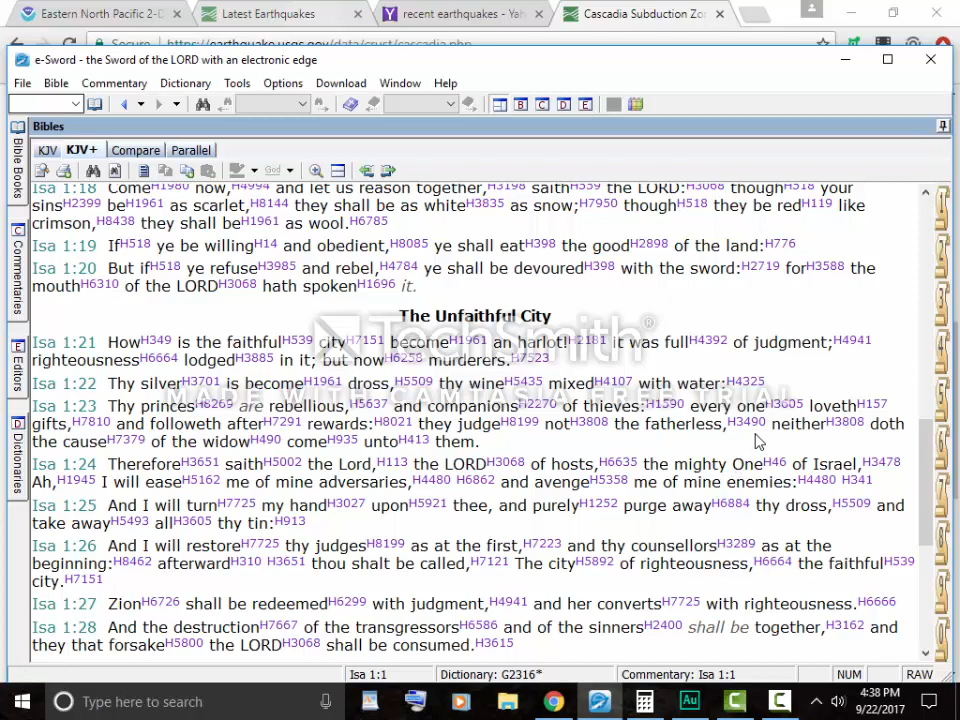 Eastern North Pacific 2-D
Latest Earthquakes
recent earthquakes - Yah
Cascadia Subduction Zon
Secure
https://earthquake.usgs.gov/data/crust/cascadia.php
e-Sword - the Sword of the LORD with an electronic edge
File Bible Commentary Dictionary Tools Options Download Window Help
B C D E
Bibles
KJV KJV+ Compare Parallel
God
Bible Books
C Commentaries
E Editors
D Dictionaries
Isa 1:18 ComeH1980 now,H4994 and let us reason together,H3198 saithH559 the LORD:H3068 thoughH518 your
sinsH2399 beH1961 as scarlet,H8144 they shall be as whiteH3835 as snow;H7950 thoughH518 they be redH119 like
crimson,H8438 they shall beH1961 as wool.H6785
Isa 1:19 IfH518 ye be willingH14 and obedient,H8085 ye shall eatH398 the goodH2898 of the land:H776
Isa 1:20 But ifH518 ye refuseH3985 and rebel,H4784 ye shall be devouredH398 with the sword:H2719 forH3588 the
mouthH6310 of the LORDH3068 hath spokenH1696 it.
The Unfaithful City
Isa 1:21 HowH349 is the faithfulH539 cityH7151 becomeH1961 an harlot!H2181 it was fullH4392 of judgment;H4941
righteousnessH6664 lodgedH3885 in it; but nowH6258 murderers.H7523
Isa 1:22 Thy silverH3701 is becomeH1961 dross,H5509 thy wineH5435 mixedH4107 with water:H4325
Isa 1:23 Thy princesH8269 are rebellious,H5637 and companionsH2270 of thieves:H1590 every oneH3605 lovethH157
gifts,H7810 and followeth afterH7291 rewards:H8021 they judgeH8199 notH3808 the fatherless,H3490 neitherH3808 doth
the causeH7379 of the widowH490 comeH935 untoH413 them.
Isa 1:24 ThereforeH3651 saithH5002 the Lord,H113 the LORDH3068 of hosts,H6635 the mighty OneH46 of Israel,H3478
Ah,H1945 I will easeH5162 me of mine adversaries,H4480 H6862 and avengeH5358 me of mine enemies:H4480 H341
Isa 1:25 And I will turnH7725 my handH3027 uponH5921 thee, and purelyH1252 purge awayH6884 thy dross,H5509 and
take awayH5493 allH3605 thy tin:H913
Isa 1:26 And I will restoreH7725 thy judgesH8199 as at the first,H7223 and thy counsellorsH3289 as at the
beginning:H8462 afterwardH310 H3651 thou shalt be called,H7121 The cityH5892 of righteousness,H6664 the faithfulH539
city.H7151
Isa 1:27 ZionH6726 shall be redeemedH6299 with judgment,H4941 and her convertsH7725 with righteousness.H6666
Isa 1:28 And the destructionH7667 of the transgressorsH6586 and of the sinnersH2400 shall be together,H3162 and
they that forsakeH5800 the LORDH3068 shall be consumed.H3615
TechSmith®
MADE WITH CAMTASIA FREE TRIAL
Isa 1:1
Dictionary: G2316*
Commentary: Isa 1:1
NUM
RAW
Type here to search
Au
4:38 PM
9/22/2017